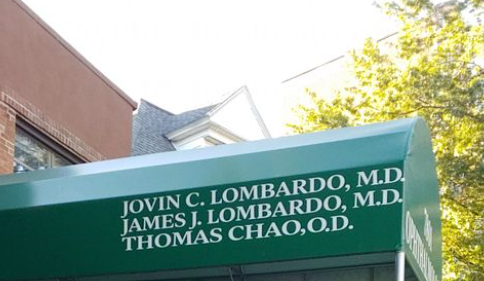 JOVIN C. LOMBARDO, M.D.
JAMES J. LOMBARDO, M.D.
THOMAS CHAO,O.D.